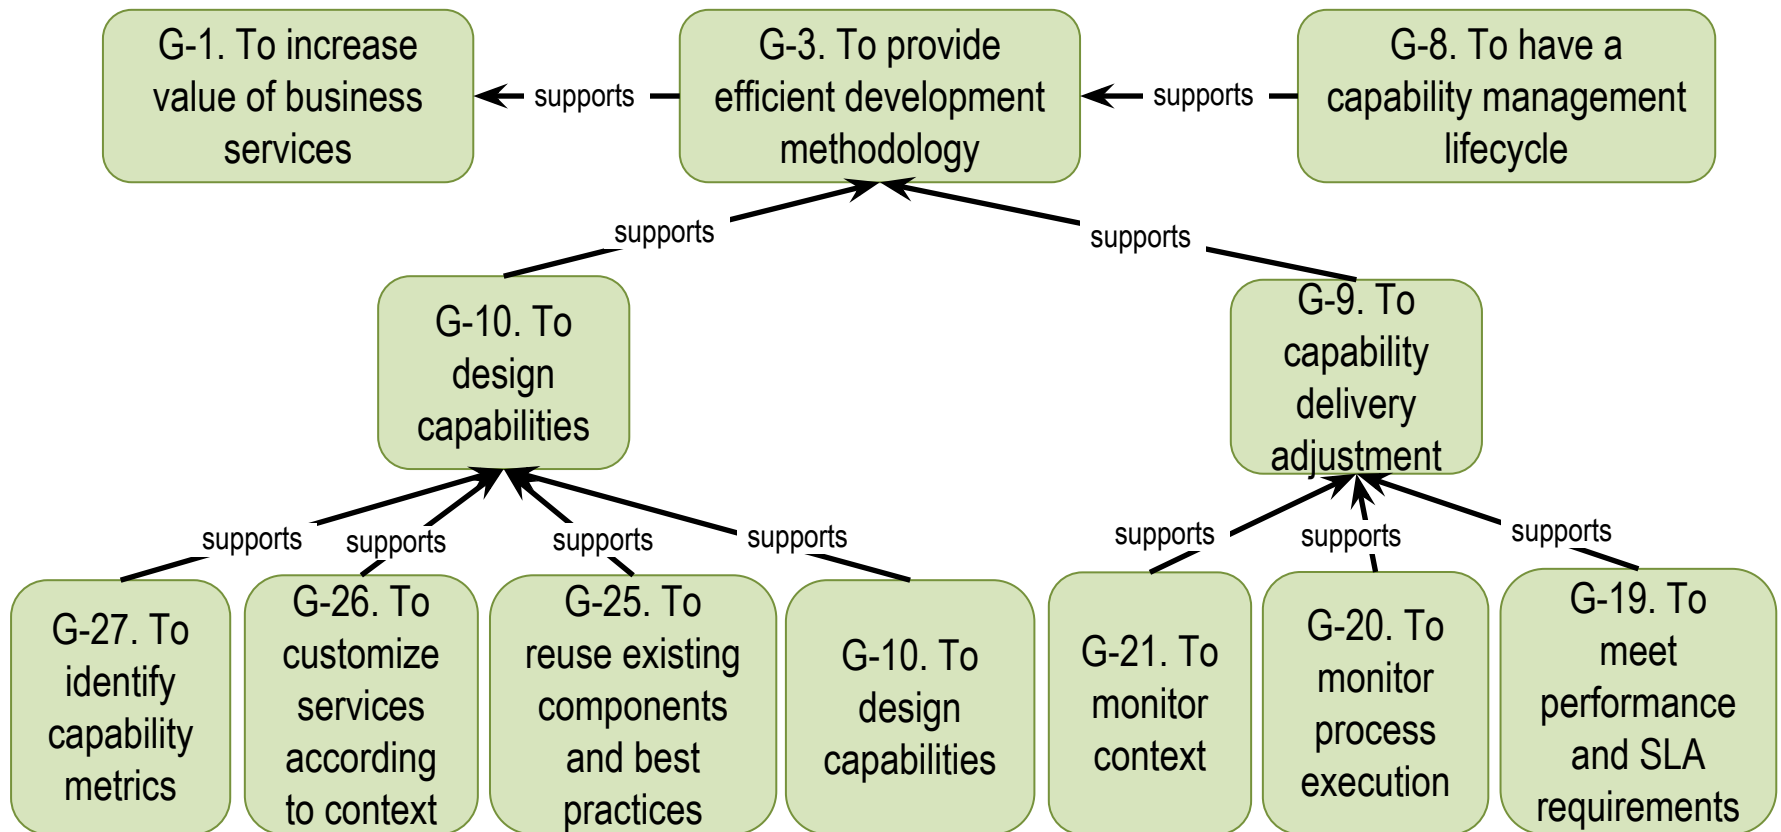 G-1. To increase
value of business
services
supports
G-3. To provide
efficient development
methodology
supports
G-8. To have a
capability management
lifecycle
supports
supports
G-10. To
design
capabilities
G-9. To
capability
delivery
adjustment
supports
supports
supports
supports
supports
supports
supports
G-27. To
identify
capability
metrics
G-26. To
customize
services
according
to context
G-25. To
reuse existing
components
and best
practices
G-10. To
design
capabilities
G-21. To
monitor
context
G-20. To
monitor
process
execution
G-19. To
meet
performance
and SLA
requirements